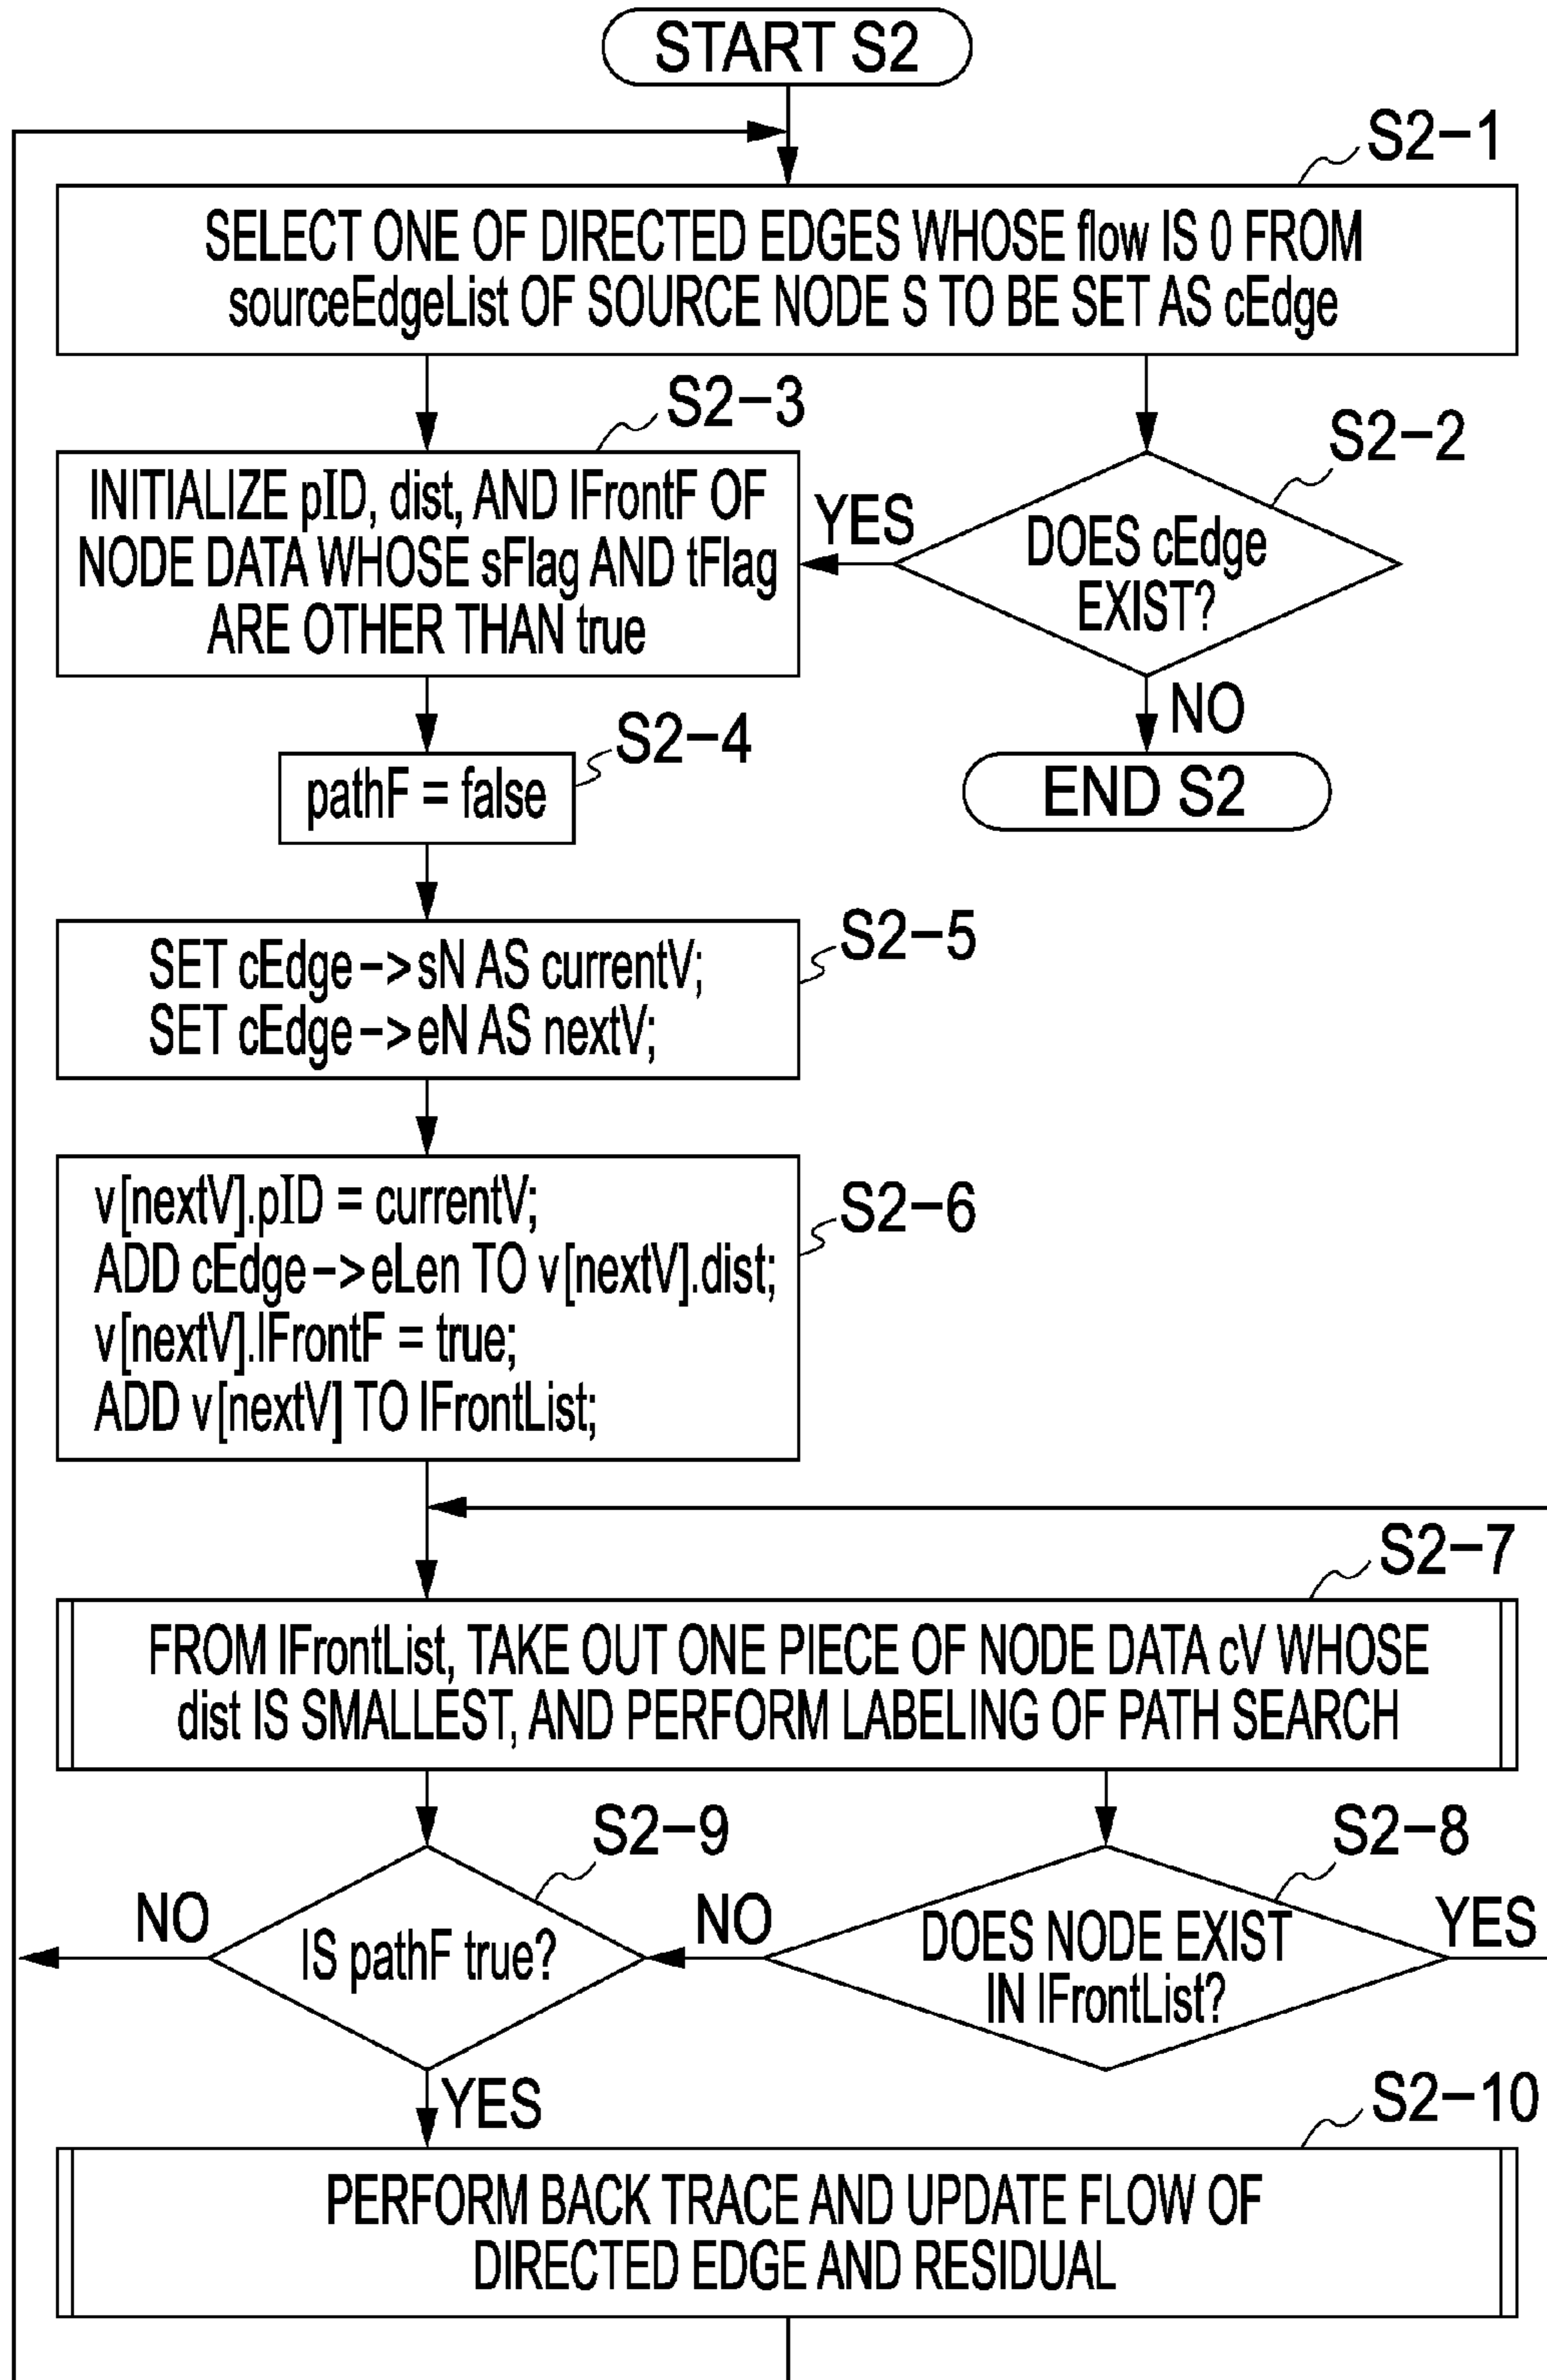 START S2
S2-1
SELECT ONE OF DIRECTED EDGES WHOSE flow IS 0 FROM
sourceEdgeList OF SOURCE NODE S TO BE SET AS cEdge
S2-3
INITIALIZE pID, dist, AND lFrontF OF
NODE DATA WHOSE sFlag AND tFlag
ARE OTHER THAN true
S2-2
DOES cEdge
EXIST?
YES
NO
END S2
S2-4
pathF = false
S2-5
SET cEdge->sN AS currentV;
SET cEdge->eN AS nextV;
S2-6
v[nextV].pID = currentV;
ADD cEdge->eLen TO v[nextV].dist;
v[nextV].lFrontF = true;
ADD v[nextV] TO lFrontList;
S2-7
FROM lFrontList, TAKE OUT ONE PIECE OF NODE DATA cV WHOSE
dist IS SMALLEST, AND PERFORM LABELING OF PATH SEARCH
S2-9
IS pathF true?
NO
YES
S2-8
DOES NODE EXIST
IN lFrontList?
NO
YES
S2-10
PERFORM BACK TRACE AND UPDATE FLOW OF
DIRECTED EDGE AND RESIDUAL